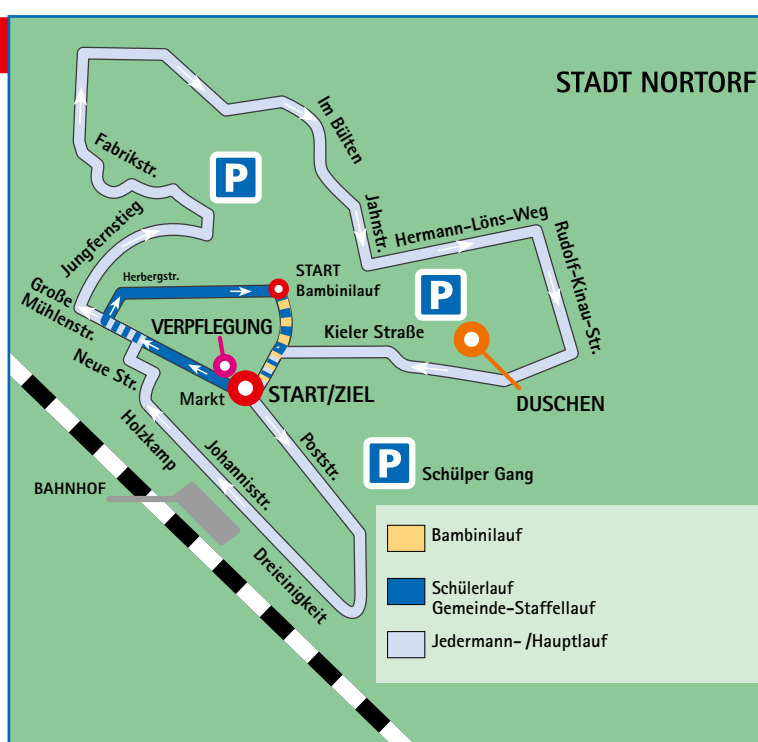 STADT NORTORF
Im Bülten
Fabrikstr.
P
Jahnstr.
Hermann-Löns-Weg
Rudolf-Kinau-Str.
Jungfernstieg
Herbergstr.
START
Bambinilauf
P
Große
Mühlenstr.
VERPFLEGUNG
Kieler Straße
Neue Str.
Markt
START/ZIEL
DUSCHEN
Holzkamp
Johannisstr.
Poststr.
P
Schülper Gang
BAHNHOF
Dreieinigkeit
Bambinilauf
Schülerlauf
Gemeinde-Staffellauf
Jedermann- /Hauptlauf